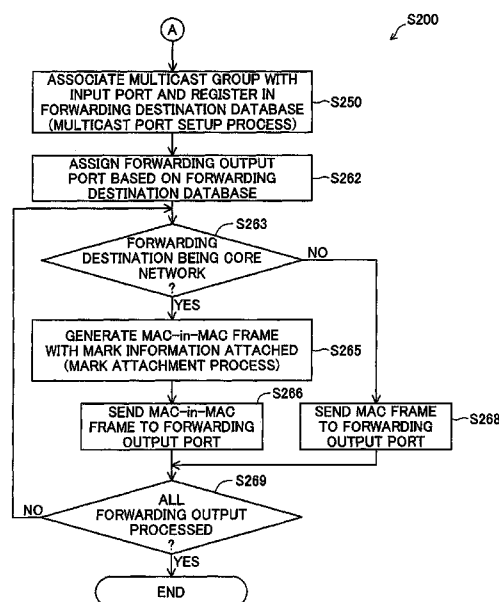 A
S200
ASSOCIATE MULTICAST GROUP WITH
INPUT PORT AND REGISTER IN
FORWARDING DESTINATION DATABASE
(MULTICAST PORT SETUP PROCESS)
S250
ASSIGN FORWARDING OUTPUT
PORT BASED ON FORWARDING
DESTINATION DATABASE
S262
S263
FORWARDING
DESTINATION BEING CORE
NETWORK
?
NO
YES
GENERATE MAC-in-MAC FRAME
WITH MARK INFORMATION ATTACHED
(MARK ATTACHMENT PROCESS)
S265
S266
SEND MAC-in-MAC
FRAME TO FORWARDING
OUTPUT PORT
SEND MAC FRAME
TO FORWARDING
OUTPUT PORT
S268
S269
NO
ALL
FORWARDING OUTPUT
PROCESSED
?
YES
END